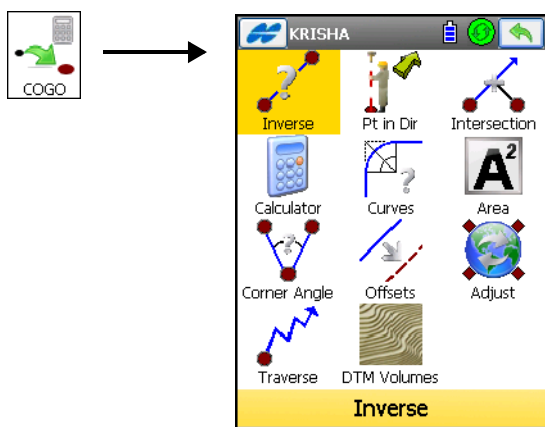 COGO
KRISHA
Inverse Pt in Dir Intersection
Calculator Curves Area
Corner Angle Offsets Adjust
Traverse DTM Volumes
Inverse